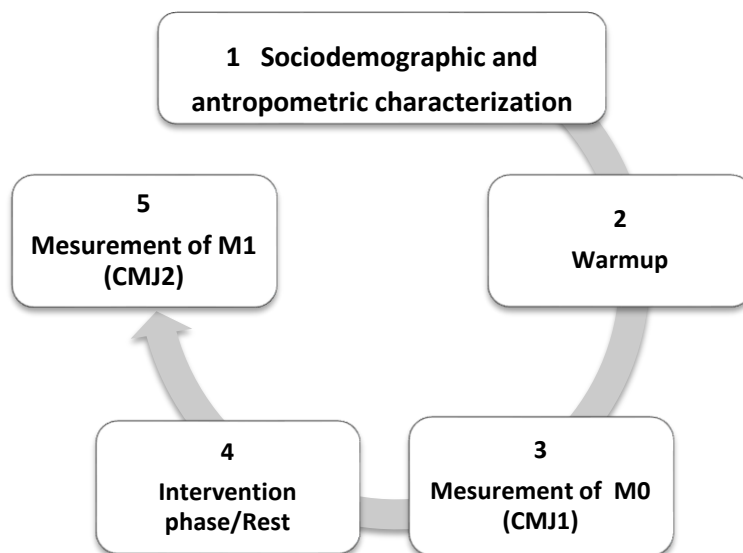 1 Sociodemographic and
antropometric characterization
2
Warmup
3
Mesurement of M0
(CMJ1)
4
Intervention
phase/Rest
5
Mesurement of M1
(CMJ2)